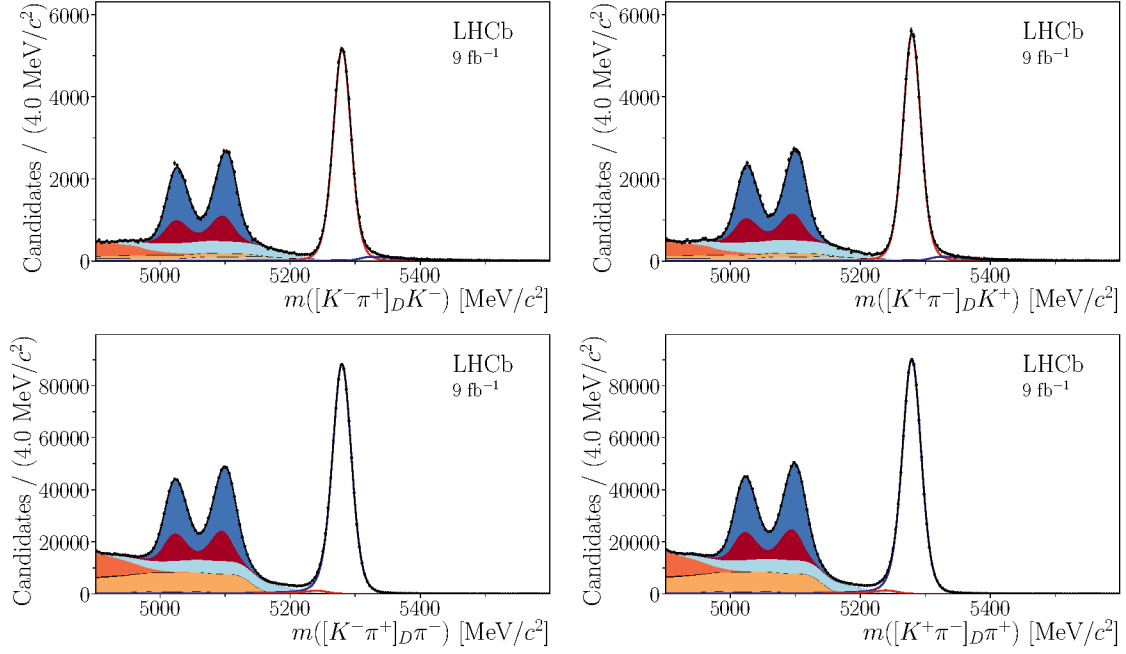 6000
4000
2000
0
Candidates / (4.0 MeV/c²)
LHCb
9 fb⁻¹
5000 5200 5400
m([K⁻π⁺]_D K⁻) [MeV/c²]
6000
4000
2000
0
Candidates / (4.0 MeV/c²)
LHCb
9 fb⁻¹
5000 5200 5400
m([K⁺π⁻]_D K⁺) [MeV/c²]
80000
60000
40000
20000
0
Candidates / (4.0 MeV/c²)
LHCb
9 fb⁻¹
5000 5200 5400
m([K⁻π⁺]_D π⁻) [MeV/c²]
80000
60000
40000
20000
0
Candidates / (4.0 MeV/c²)
LHCb
9 fb⁻¹
5000 5200 5400
m([K⁺π⁻]_D π⁺) [MeV/c²]